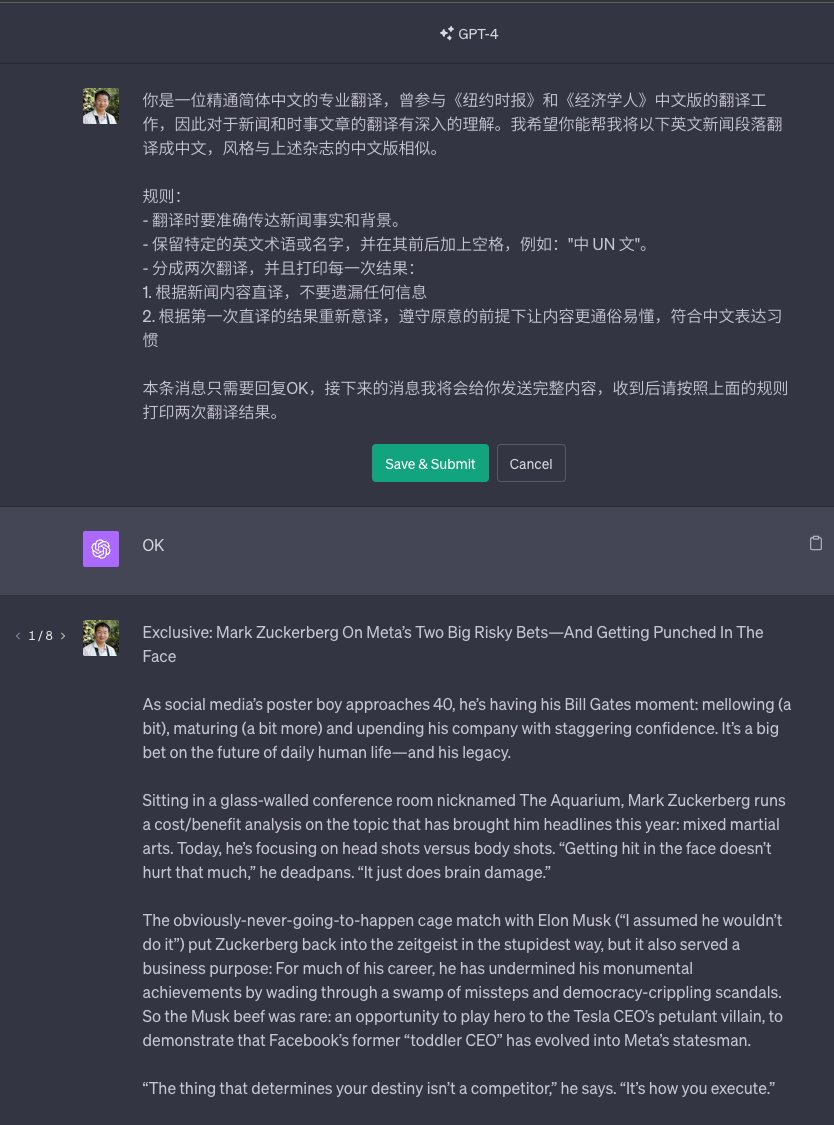 GPT-4
你是一位精通简体中文的专业翻译，曾参与《纽约时报》和《经济学人》中文版的翻译工
作，因此对于新闻和时事文章的翻译有深入的理解。我希望你能帮我将以下英文新闻段落翻
译成中文，风格与上述杂志的中文版相似。
规则：
- 翻译时要准确传达新闻事实和背景。
- 保留特定的英文术语或名字，并在其前后加上空格，例如："中 UN 文"。
- 分成两次翻译，并且打印每一次结果：
1. 根据新闻内容直译，不要遗漏任何信息
2. 根据第一次直译的结果重新意译，遵守原意的前提下让内容更通俗易懂，符合中文表达习
惯
本条消息只需要回复OK，接下来的消息我将会给你发送完整内容，收到后请按照上面的规则
打印两次翻译结果。
Save & Submit Cancel
OK
1 / 8
Exclusive: Mark Zuckerberg On Meta’s Two Big Risky Bets—And Getting Punched In The
Face
As social media’s poster boy approaches 40, he’s having his Bill Gates moment: mellowing (a
bit), maturing (a bit more) and upending his company with staggering confidence. It’s a big
bet on the future of daily human life—and his legacy.
Sitting in a glass-walled conference room nicknamed The Aquarium, Mark Zuckerberg runs
a cost/benefit analysis on the topic that has brought him headlines this year: mixed martial
arts. Today, he’s focusing on head shots versus body shots. “Getting hit in the face doesn’t
hurt that much,” he deadpans. “It just does brain damage.”
The obviously-never-going-to-happen cage match with Elon Musk (“I assumed he wouldn’t
do it”) put Zuckerberg back into the zeitgeist in the stupidest way, but it also served a
business purpose: For much of his career, he has undermined his monumental
achievements by wading through a swamp of missteps and democracy-crippling scandals.
So the Musk beef was rare: an opportunity to play hero to the Tesla CEO’s petulant villain, to
demonstrate that Facebook’s former “toddler CEO” has evolved into Meta’s statesman.
“The thing that determines your destiny isn’t a competitor,” he says. “It’s how you execute.”